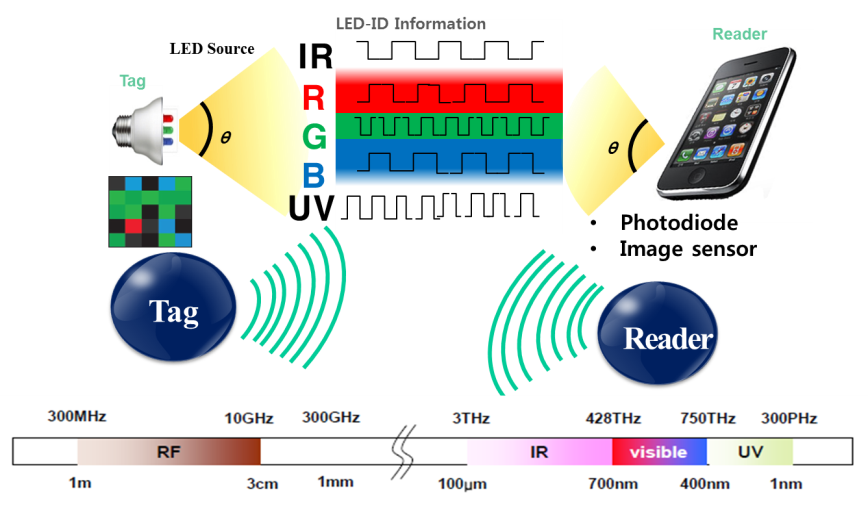 LED-ID Information
Reader
LED Source
Tag
IR
R
G
B
UV
θ
θ
• Photodiode
• Image sensor
Tag
Reader
300MHz 10GHz 300GHz 3THz 428THz 750THz 300PHz
RF IR visible UV
1m 3cm 1mm 100μm 700nm 400nm 1nm